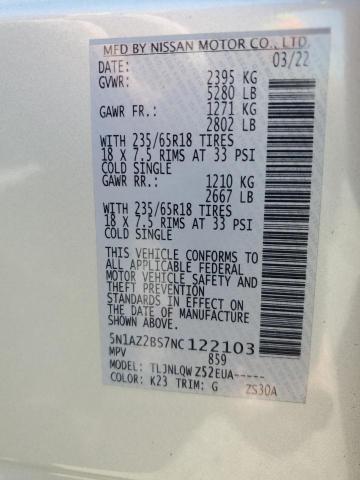 MFD BY NISSAN MOTOR CO., LTD.
03/22
GVWR: 2395 KG
5280 LB
GAWR FR.: 1271 KG
2802 LB
WITH 235/65R18 TIRES
18 X 7.5 RIMS AT 33 PSI
COLD SINGLE
GAWR RR.: 1210 KG
2667 LB
WITH 235/65R18 TIRES
18 X 7.5 RIMS AT 33 PSI
COLD SINGLE
THIS VEHICLE CONFORMS TO
ALL APPLICABLE FEDERAL
MOTOR VEHICLE SAFETY AND
THEFT PREVENTION
STANDARDS IN EFFECT ON
THE DATE OF MANUFACTURE
SHOWN ABOVE.
5N1AZ2BS7NC122103
MPV 859
MODEL: TLJNLQW Z52EUA-----
COLOR: K23 TRIM: G ZS30A